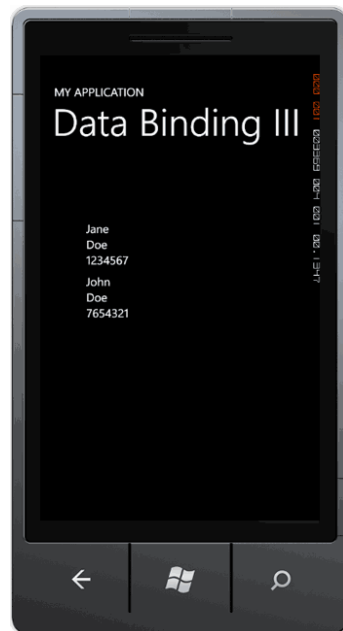 MY APPLICATION
Data Binding III
Jane
Doe
1234567
John
Doe
7654321